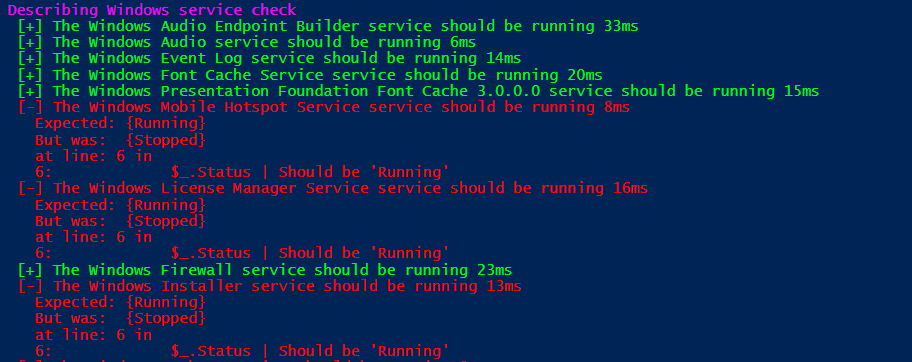 Describing Windows service check
[+] The Windows Audio Endpoint Builder service should be running 33ms
[+] The Windows Audio service should be running 6ms
[+] The Windows Event Log service should be running 14ms
[+] The Windows Font Cache Service service should be running 20ms
[+] The Windows Presentation Foundation Font Cache 3.0.0.0 service should be running 15ms
[-] The Windows Mobile Hotspot Service service should be running 8ms
Expected: {Running}
But was:  {Stopped}
at line: 6 in
6:             $_.Status | Should be 'Running'
[-] The Windows License Manager Service service should be running 16ms
Expected: {Running}
But was:  {Stopped}
at line: 6 in
6:             $_.Status | Should be 'Running'
[+] The Windows Firewall service should be running 23ms
[-] The Windows Installer service should be running 13ms
Expected: {Running}
But was:  {Stopped}
at line: 6 in
6:             $_.Status | Should be 'Running'